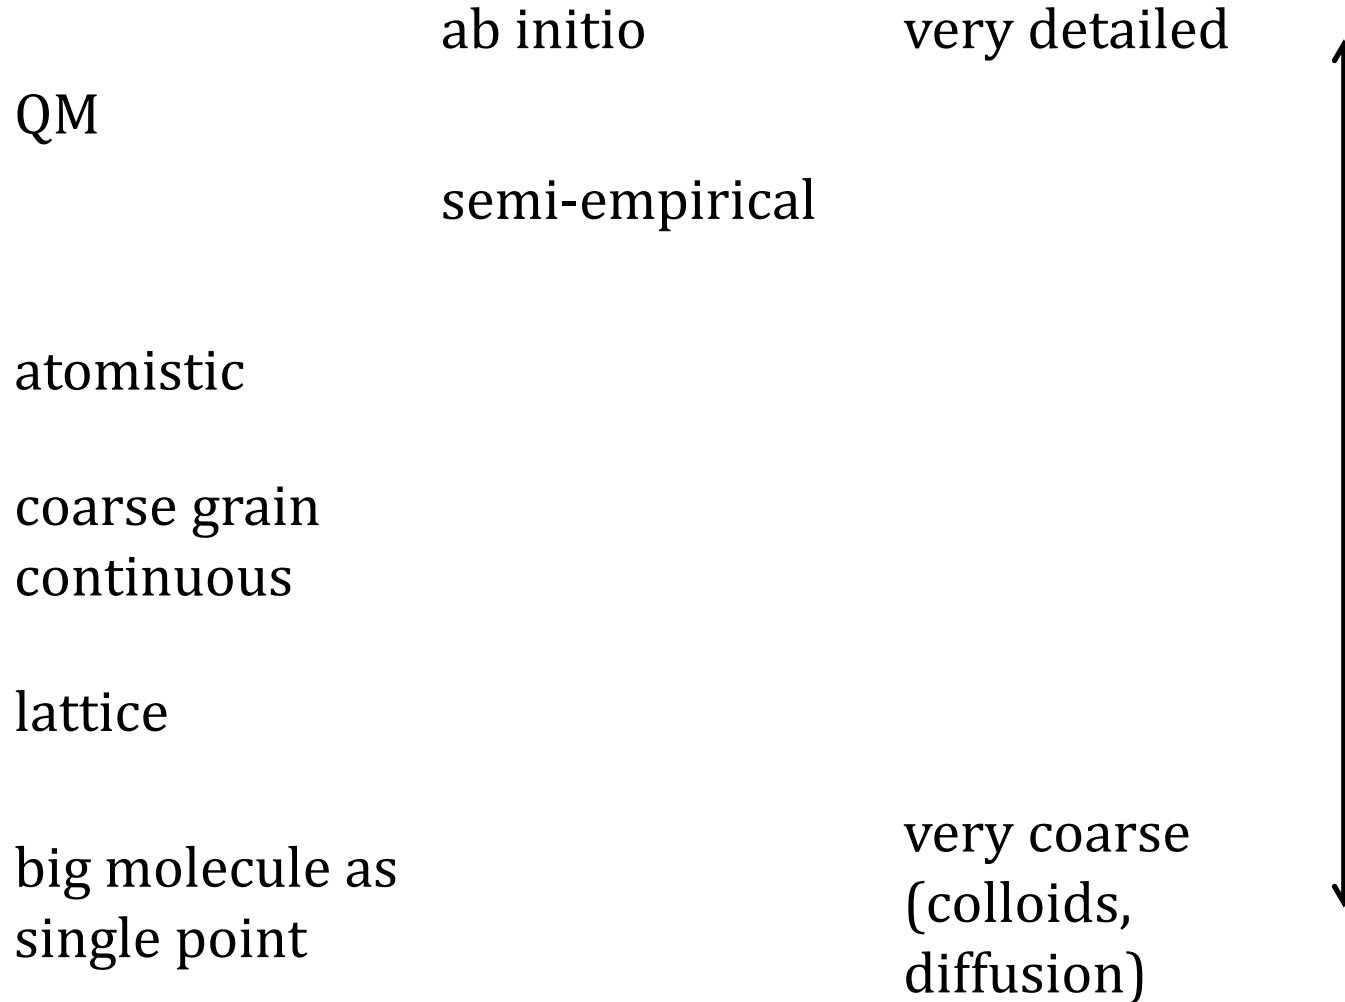 ab initio very detailed
QM
semi-empirical
atomistic
coarse grain
continuous
lattice
big molecule as
single point
very coarse
(colloids,
diffusion)